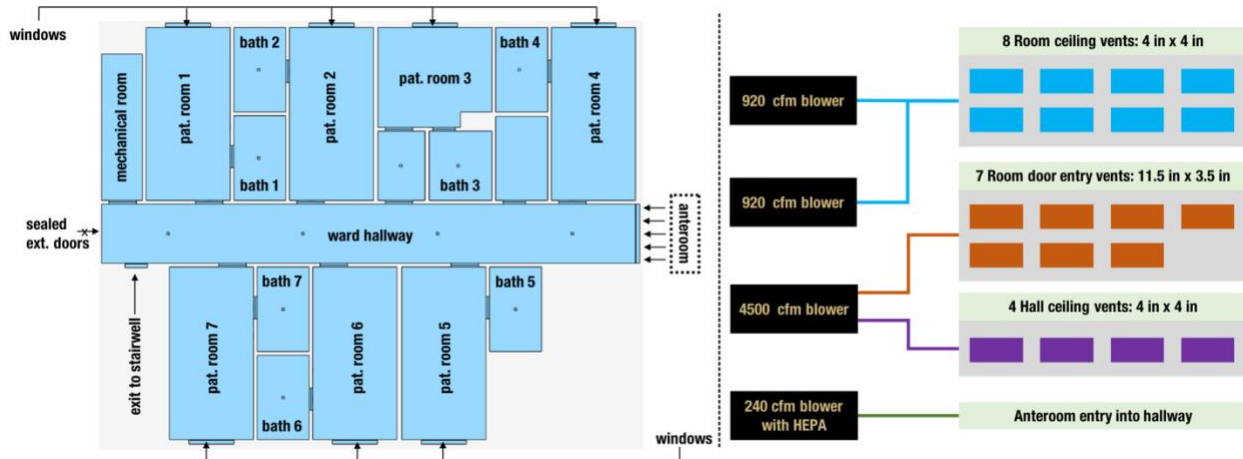 windows
mechanical room
pat. room 1
bath 2
bath 1
pat. room 2
pat. room 3
bath 3
bath 4
pat. room 4
sealed
ext. doors
ward hallway
anteroom
exit to stairwell
pat. room 7
bath 7
bath 6
pat. room 6
pat. room 5
bath 5
windows
920 cfm blower
920 cfm blower
4500 cfm blower
240 cfm blower
with HEPA
8 Room ceiling vents: 4 in x 4 in
7 Room door entry vents: 11.5 in x 3.5 in
4 Hall ceiling vents: 4 in x 4 in
Anteroom entry into hallway